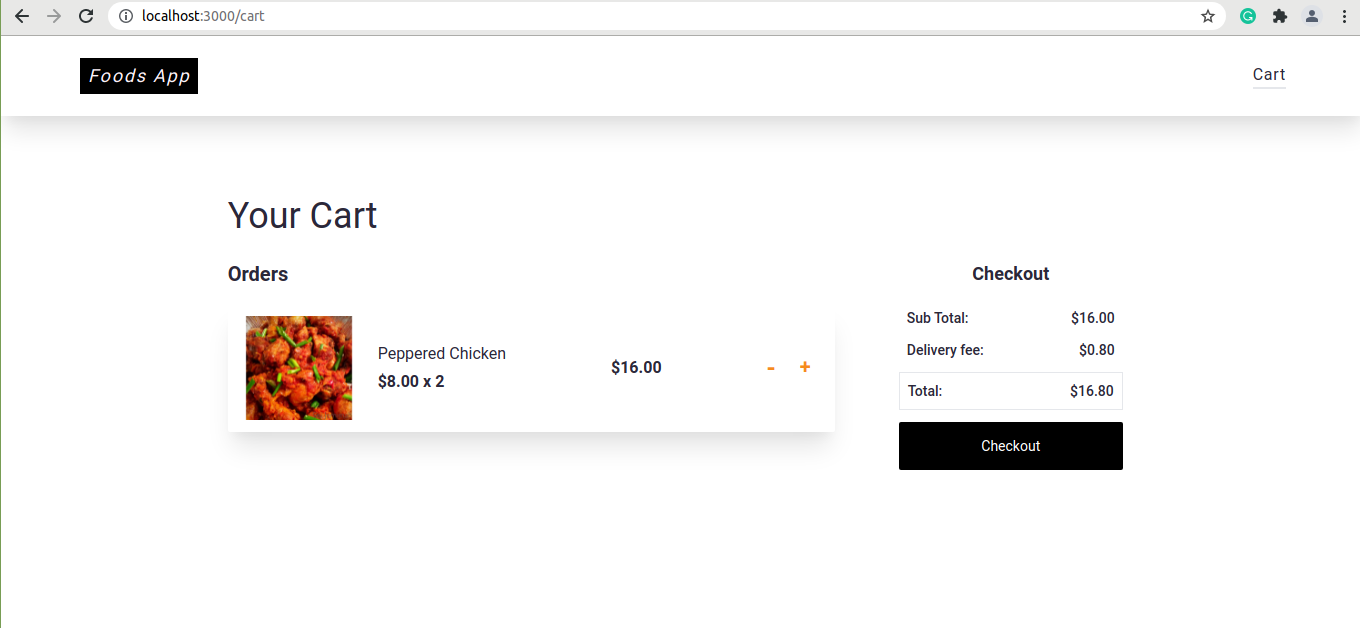 localhost:3000/cart
Foods App
Cart
Your Cart
Orders
Peppered Chicken
$8.00 x 2
$16.00
-
+
Checkout
Sub Total:
$16.00
Delivery fee:
$0.80
Total:
$16.80
Checkout